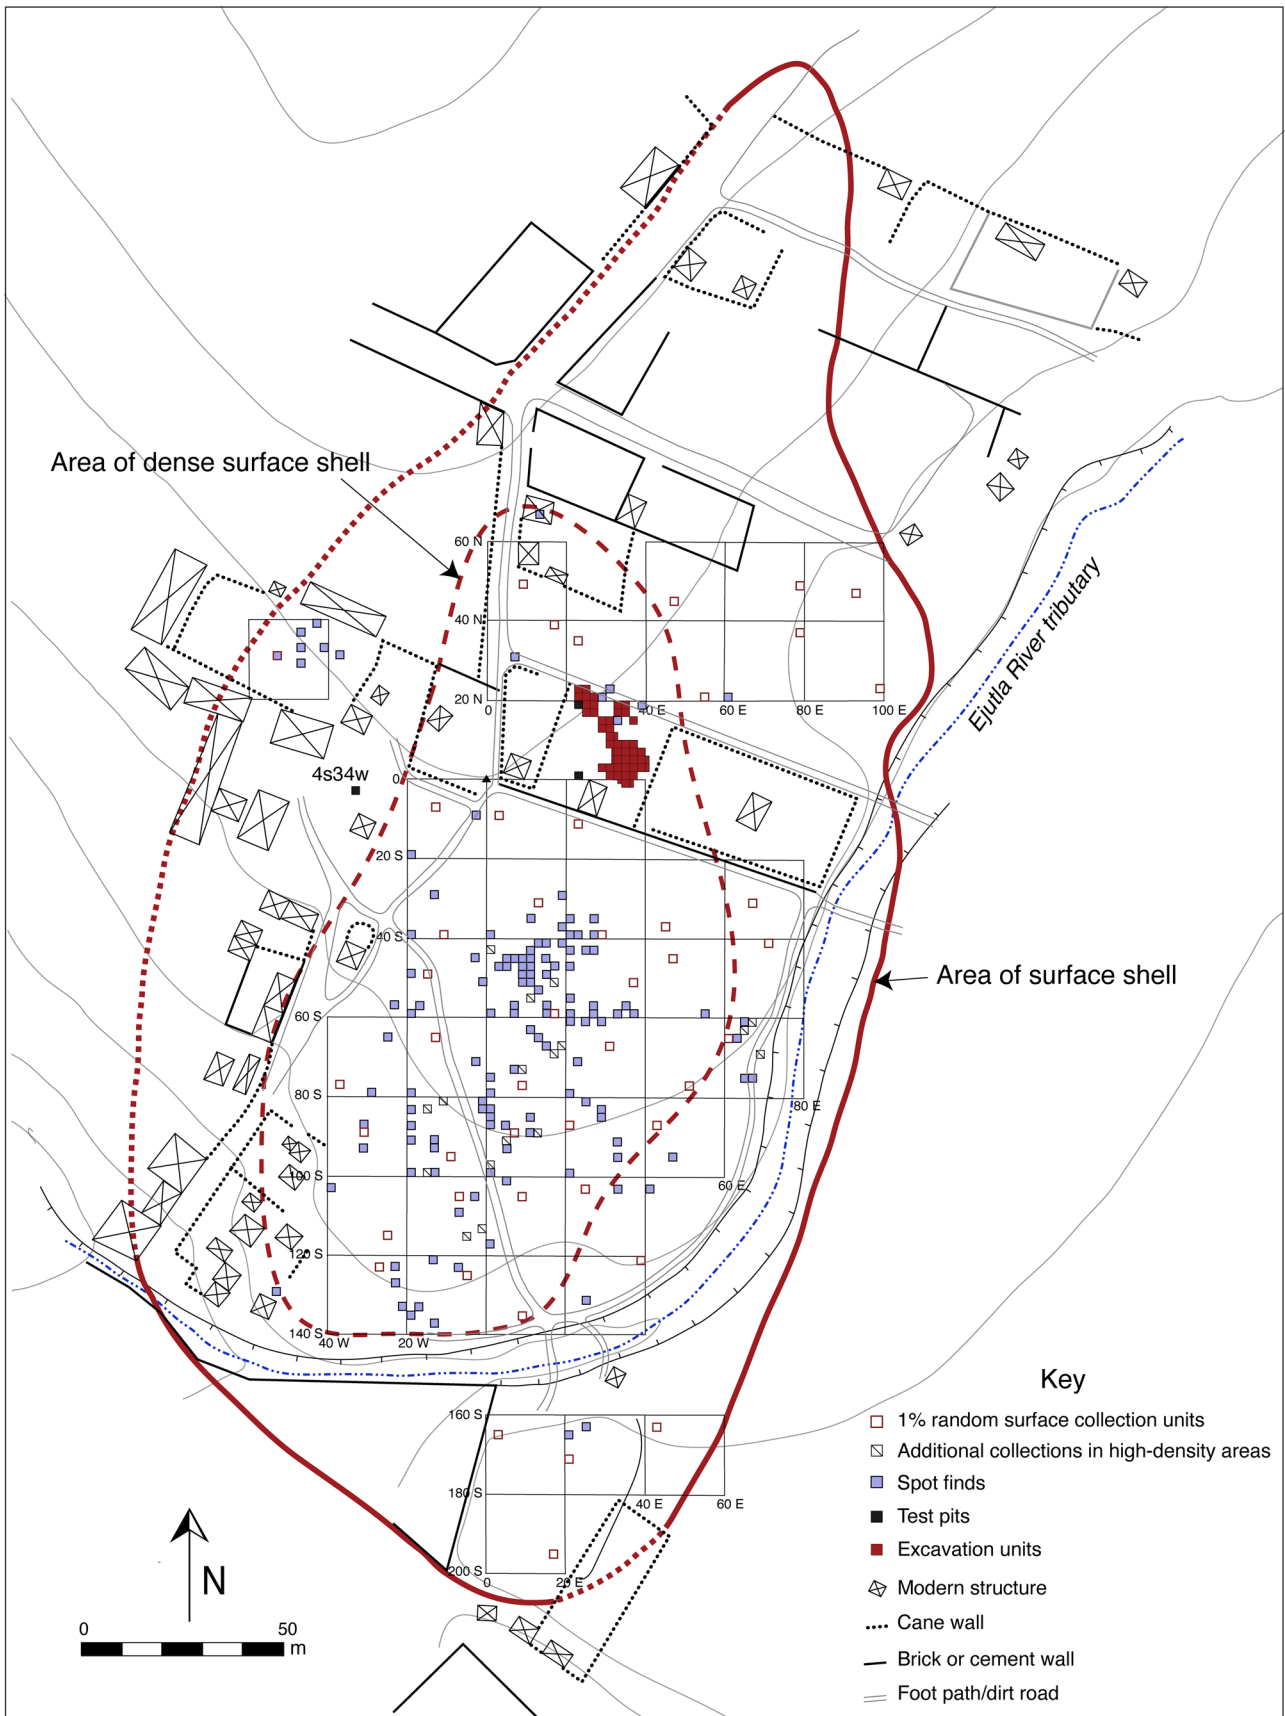 Area of dense surface shell
60 N
40 N
20 N
0
40 E
60 E
80 E
100 E
Ejutla River tributary
4s34w
0
20 S
40 S
Area of surface shell
60 S
80 S
80 E
100 S
60 E
120 S
140 S
40 W
20 W
160 S
180 S
40 E
60 E
200 S
0
20 E
Key
1% random surface collection units
Additional collections in high-density areas
Spot finds
Test pits
Excavation units
Modern structure
Cane wall
Brick or cement wall
Foot path/dirt road
N
0
50
m